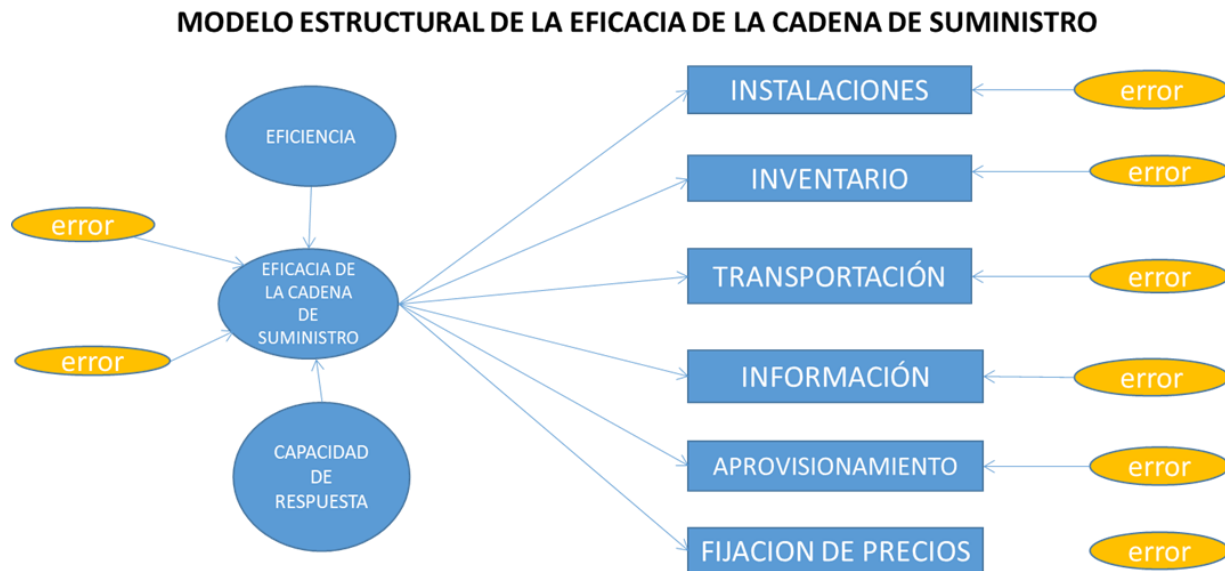 MODELO ESTRUCTURAL DE LA EFICACIA DE LA CADENA DE SUMINISTRO
EFICIENCIA
error
EFICACIA DE
LA CADENA
DE
SUMINISTRO
error
CAPACIDAD
DE
RESPUESTA
INSTALACIONES
error
INVENTARIO
error
TRANSPORTACIÓN
error
INFORMACIÓN
error
APROVISIONAMIENTO
error
FIJACION DE PRECIOS
error